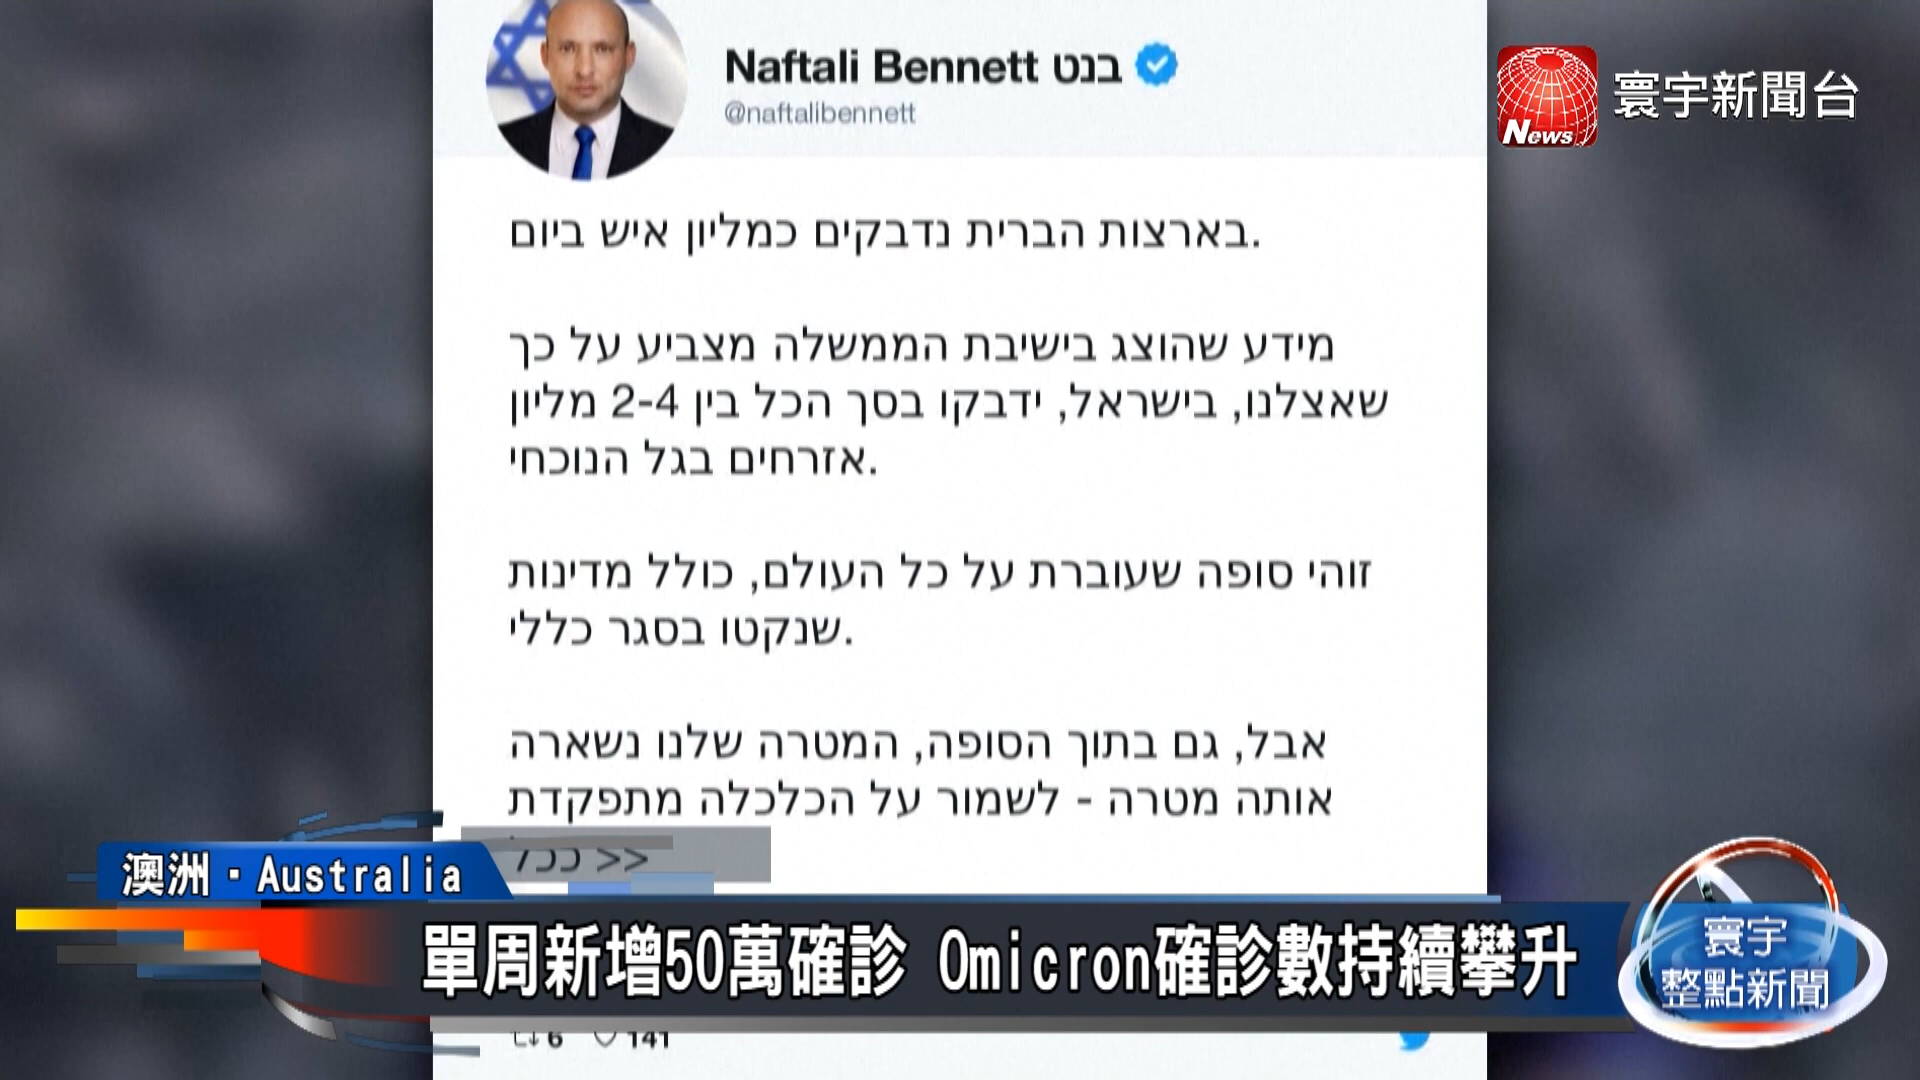 Naftali Bennett בנט
@naftalibennett
News
寰宇新聞台
בארצות הברית נדבקים כמליון איש ביום.
מידע שהוצג בישיבת הממשלה מצביע על כך
שאצלנו, בישראל, ידבקו בסך הכל בין 2-4 מליון
אזרחים בגל הנוכחי.
זוהי סופה שעוברת על כל העולם, כולל מדינות
שנקטו בסגר כללי.
אבל, גם בתוך הסופה, המטרה שלנו נשארה
אותה מטרה - לשמור על הכלכלה מתפקדת
ככל >>
澳洲·Australia
單周新增50萬確診 Omicron確診數持續攀升
寰宇
整點新聞
6 141